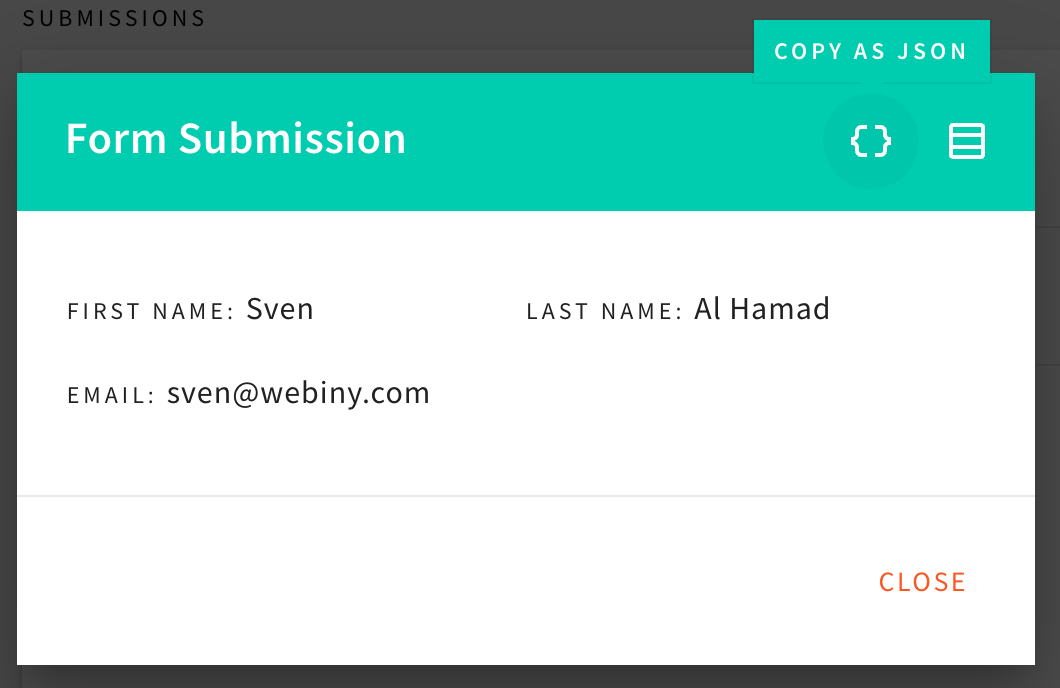 SUBMISSIONS
COPY AS JSON
Form Submission
FIRST NAME: Sven
LAST NAME: Al Hamad
EMAIL: sven@webiny.com
CLOSE